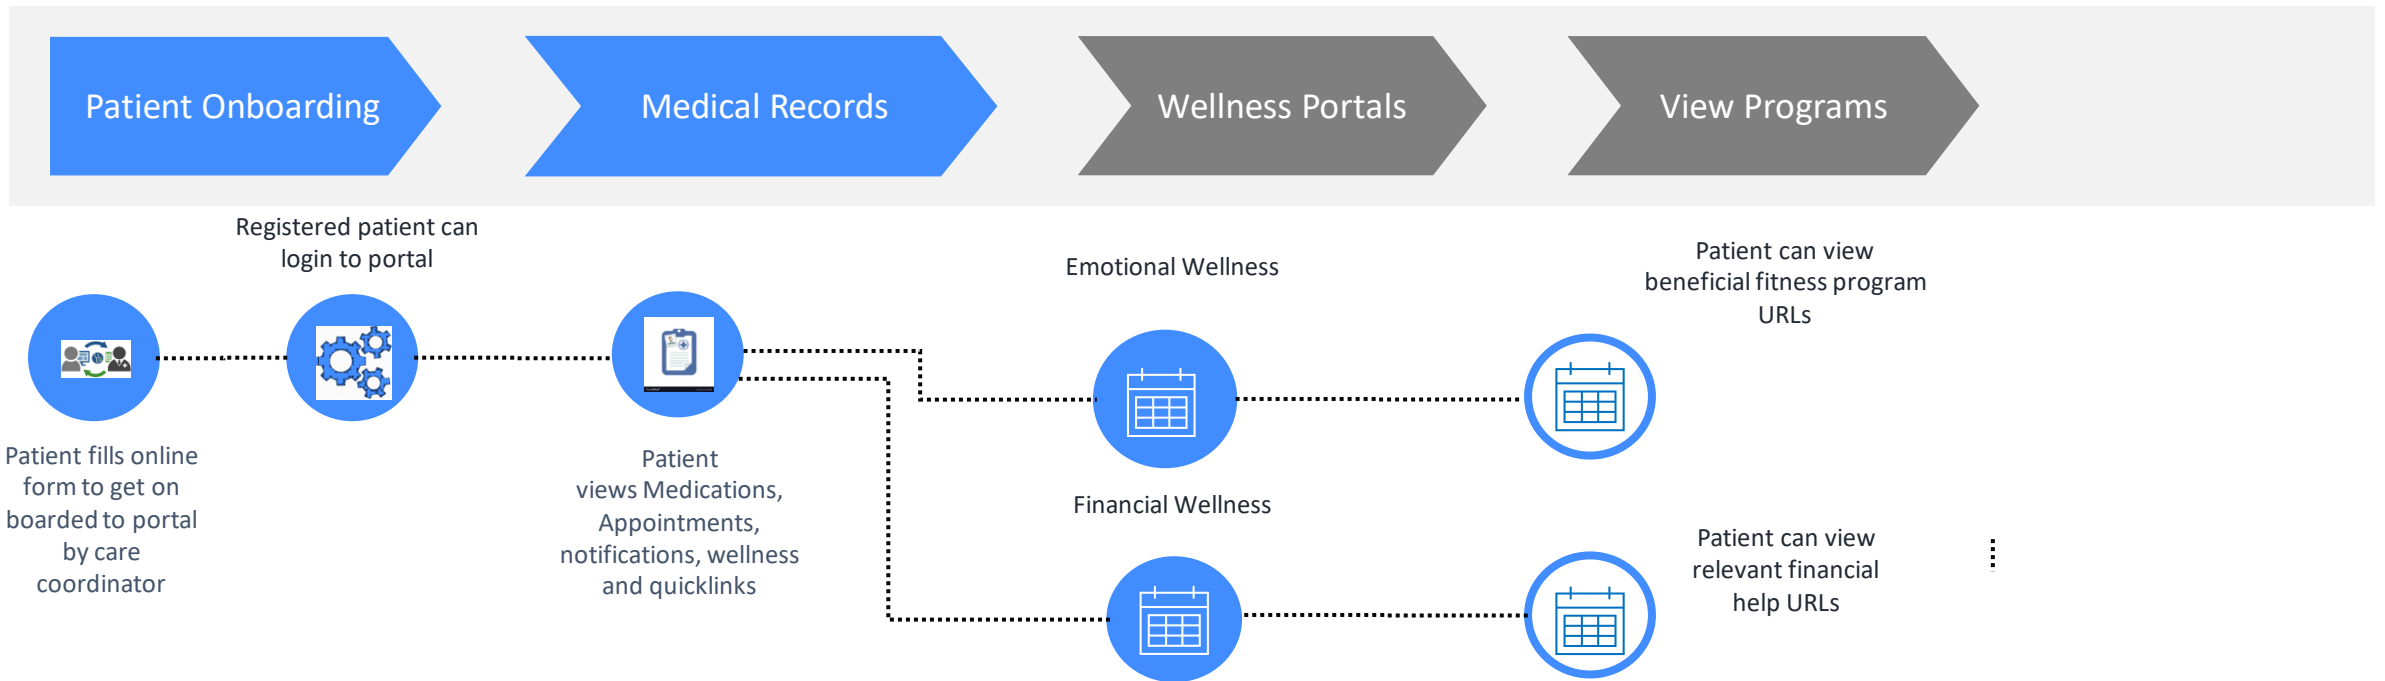 Patient Onboarding
Medical Records
Wellness Portals
View Programs
Registered patient can
login to portal
Patient fills online
form to get on
boarded to portal
by care
coordinator
Patient
views Medications,
Appointments,
notifications, wellness
and quicklinks
Emotional Wellness
Financial Wellness
Patient can view
beneficial fitness program
URLs
Patient can view
relevant financial
help URLs